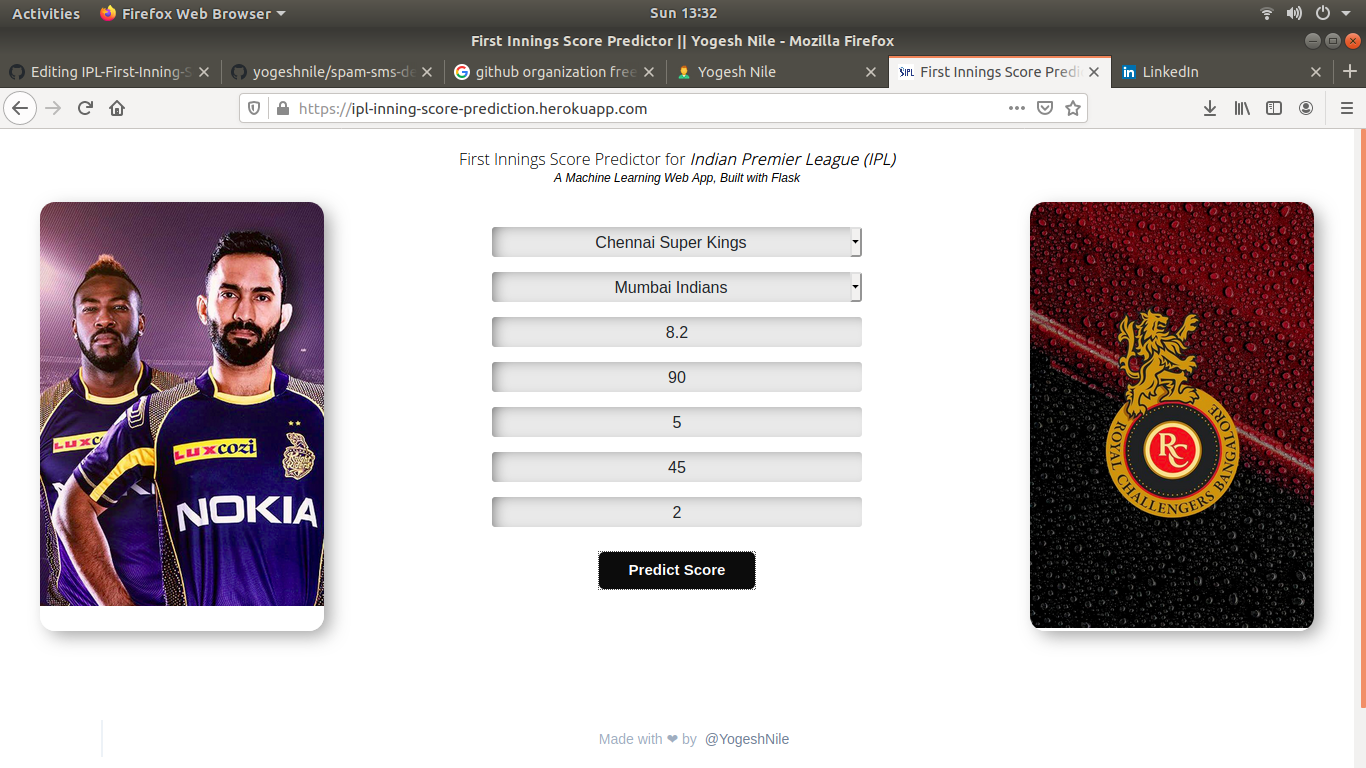 Activities Firefox Web Browser Sun 13:32
First Innings Score Predictor || Yogesh Nile - Mozilla Firefox
Editing IPL-First-Inning-S yogeshnile/spam-sms-de github organization free Yogesh Nile IPL First Innings Score Predi in LinkedIn
https://ipl-inning-score-prediction.herokuapp.com
First Innings Score Predictor for Indian Premier League (IPL)
A Machine Learning Web App, Built with Flask
Chennai Super Kings
Mumbai Indians
8.2
90
5
45
2
Predict Score
LUXcozi
NOKIA
LUXco
ROYAL CHALLENGERS BANGALORE
RC
Made with ❤ by @YogeshNile